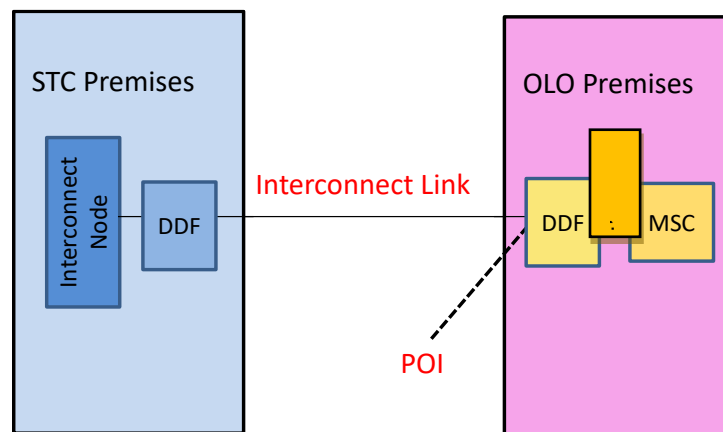 STC Premises
OLO Premises
Interconnect
Node
DDF
Interconnect Link
DDF
:
MSC
POI